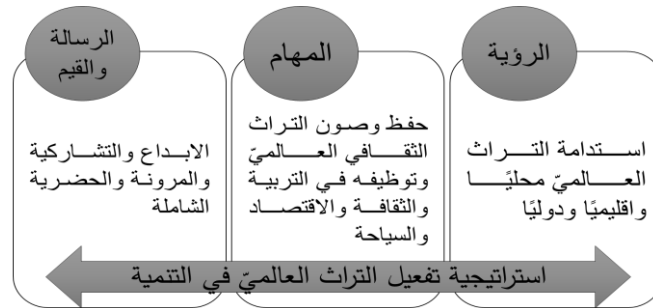 الرؤية
استدامة التراث
العالميّ محليًا
واقليميًا ودوليًا
المهام
حفظ وصون التراث
الثقافي العالميّ
وتوظيفه في التربية
والثقافة والاقتصاد
والسياحة
الرسالة
والقيم
الابداع والتشاركية
والمرونة والحضرية
الشاملة
استراتيجية تفعيل التراث العالميّ في التنمية